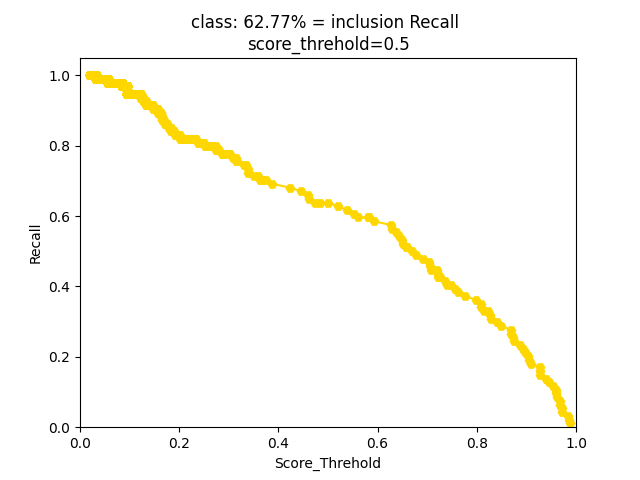 class: 62.77% = inclusion Recall
score_threhold=0.5
1.0
0.8
0.6
0.4
0.2
0.0
Recall
0.0 0.2 0.4 0.6 0.8 1.0
Score_Threhold